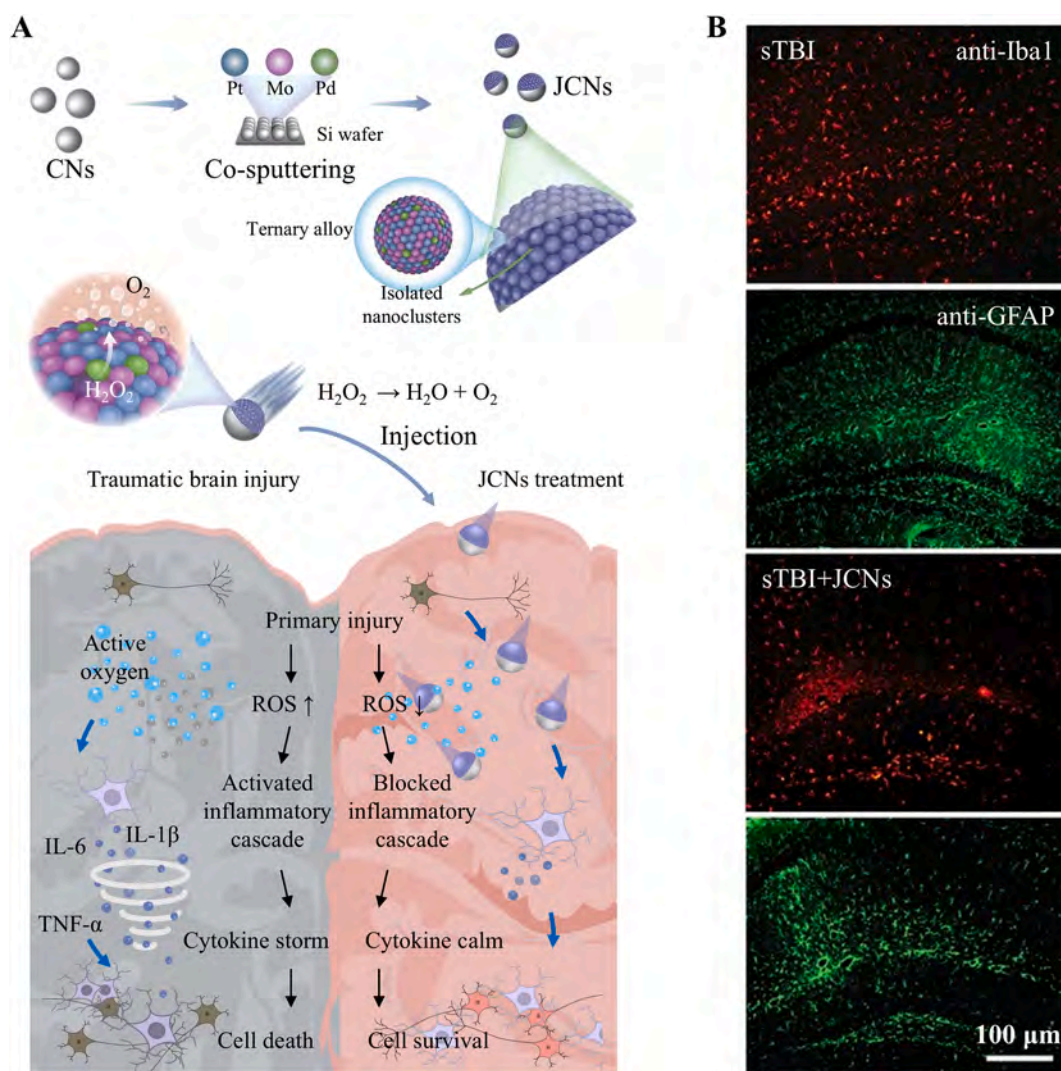 A
Pt Mo Pd
JCNs
Si wafer
CNs
Co-sputtering
Ternary alloy
Isolated
nanoclusters
O₂
H₂O₂
H₂O₂ → H₂O + O₂
Injection
Traumatic brain injury
JCNs treatment
Primary injury
Active
oxygen
ROS ↑
ROS ↓
Activated
inflammatory
cascade
Blocked
inflammatory
cascade
IL-6
IL-1β
TNF-α
Cytokine storm
Cytokine calm
Cell death
Cell survival
B
sTBI
anti-Iba1
anti-GFAP
sTBI+JCNs
100 μm